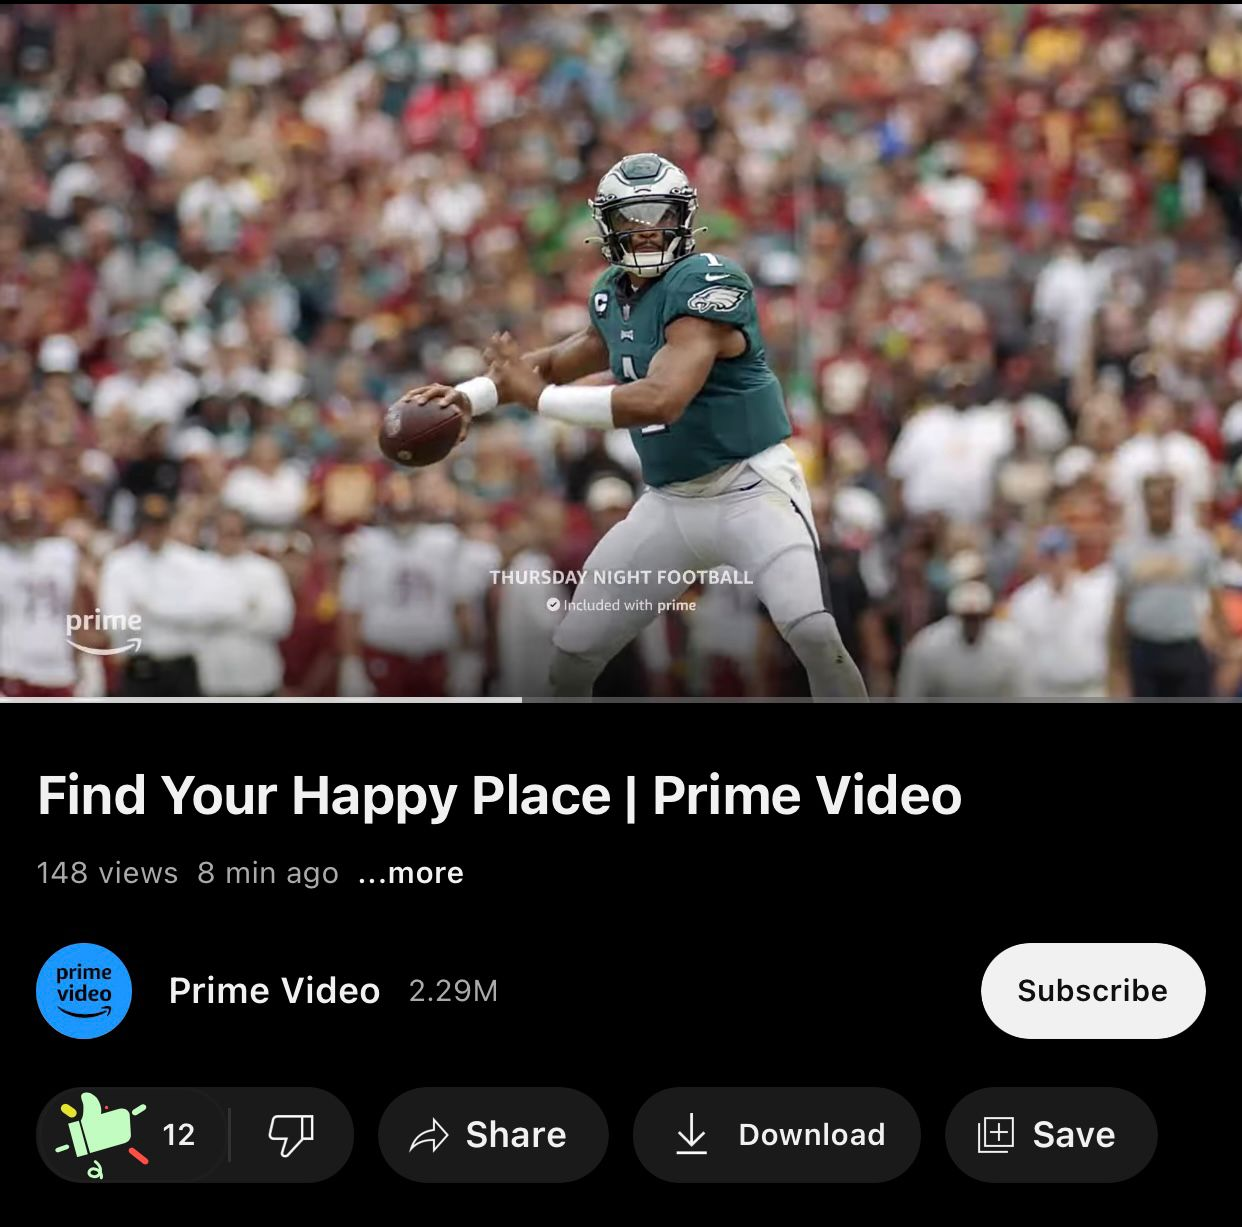 1
C
THURSDAY NIGHT FOOTBALL
Included with prime
prime
Find Your Happy Place | Prime Video
148 views 8 min ago ...more
prime
video
Prime Video 2.29M
Subscribe
12
Share
Download
Save